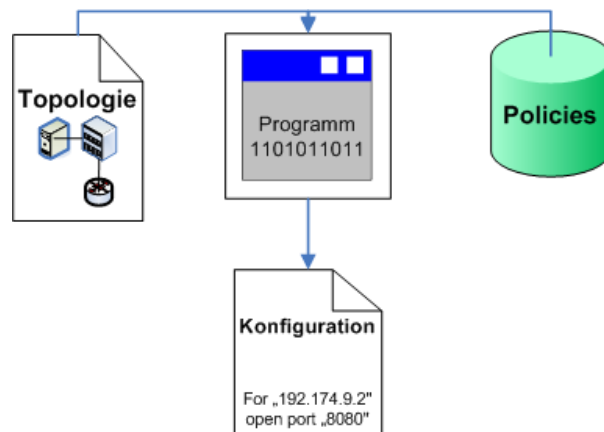 Topologie
Programm
1101011011
Policies
Konfiguration
For „192.174.9.2"
open port „8080"